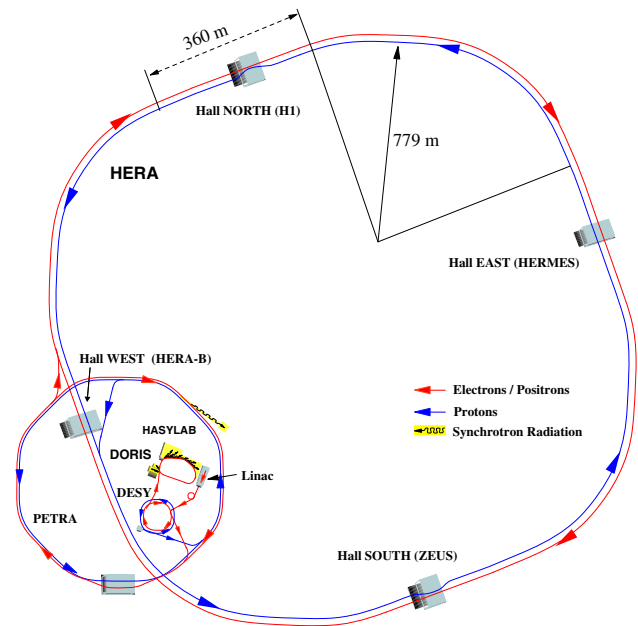 360 m
Hall NORTH (H1)
779 m
HERA
Hall EAST (HERMES)
Hall WEST (HERA-B)
Electrons / Positrons
Protons
Synchrotron Radiation
HASYLAB
DORIS
Linac
DESY
PETRA
Hall SOUTH (ZEUS)